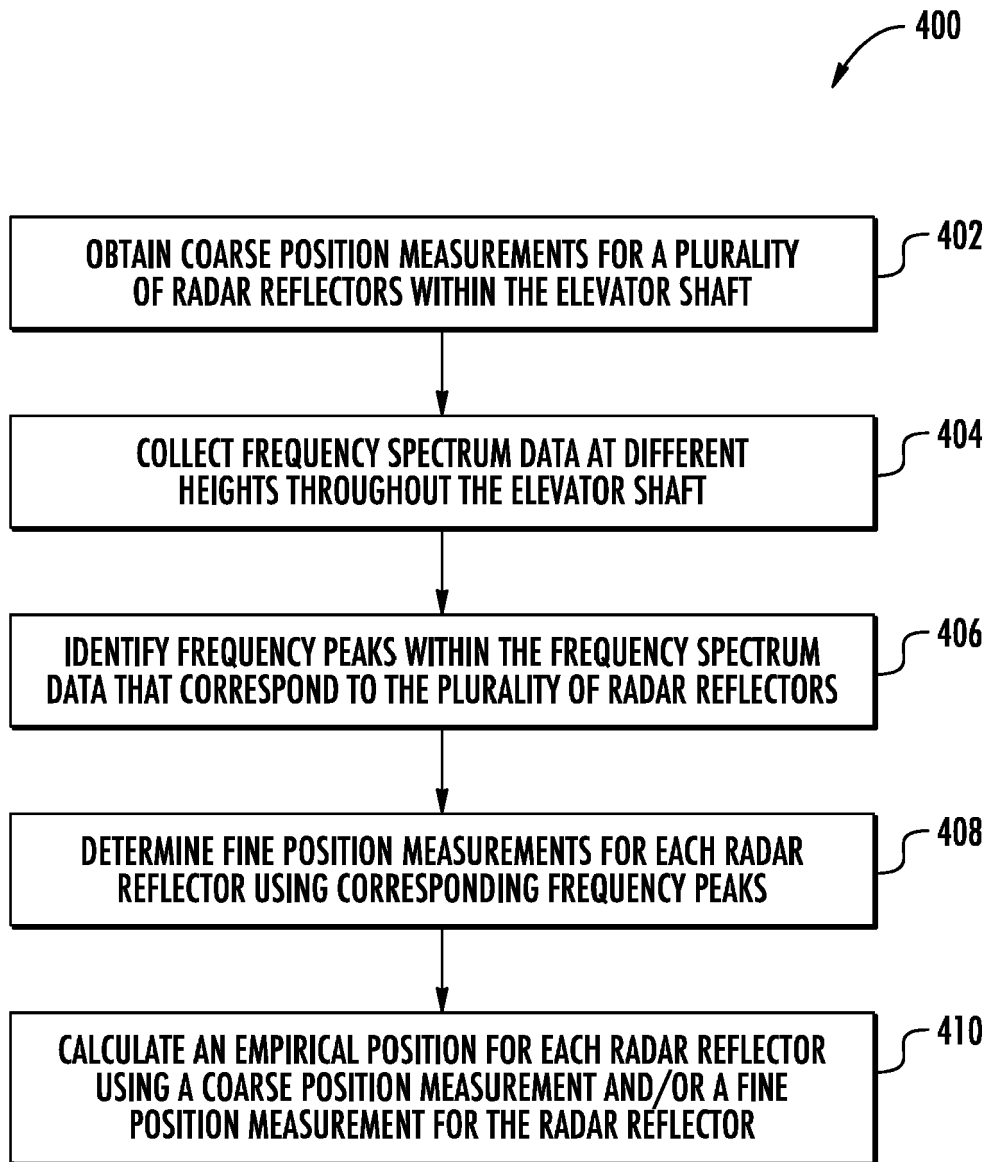 400
OBTAIN COARSE POSITION MEASUREMENTS FOR A PLURALITY
OF RADAR REFLECTORS WITHIN THE ELEVATOR SHAFT
402
COLLECT FREQUENCY SPECTRUM DATA AT DIFFERENT
HEIGHTS THROUGHOUT THE ELEVATOR SHAFT
404
IDENTIFY FREQUENCY PEAKS WITHIN THE FREQUENCY SPECTRUM
DATA THAT CORRESPOND TO THE PLURALITY OF RADAR REFLECTORS
406
DETERMINE FINE POSITION MEASUREMENTS FOR EACH RADAR
REFLECTOR USING CORRESPONDING FREQUENCY PEAKS
408
CALCULATE AN EMPIRICAL POSITION FOR EACH RADAR REFLECTOR
USING A COARSE POSITION MEASUREMENT AND/OR A FINE
POSITION MEASUREMENT FOR THE RADAR REFLECTOR
410